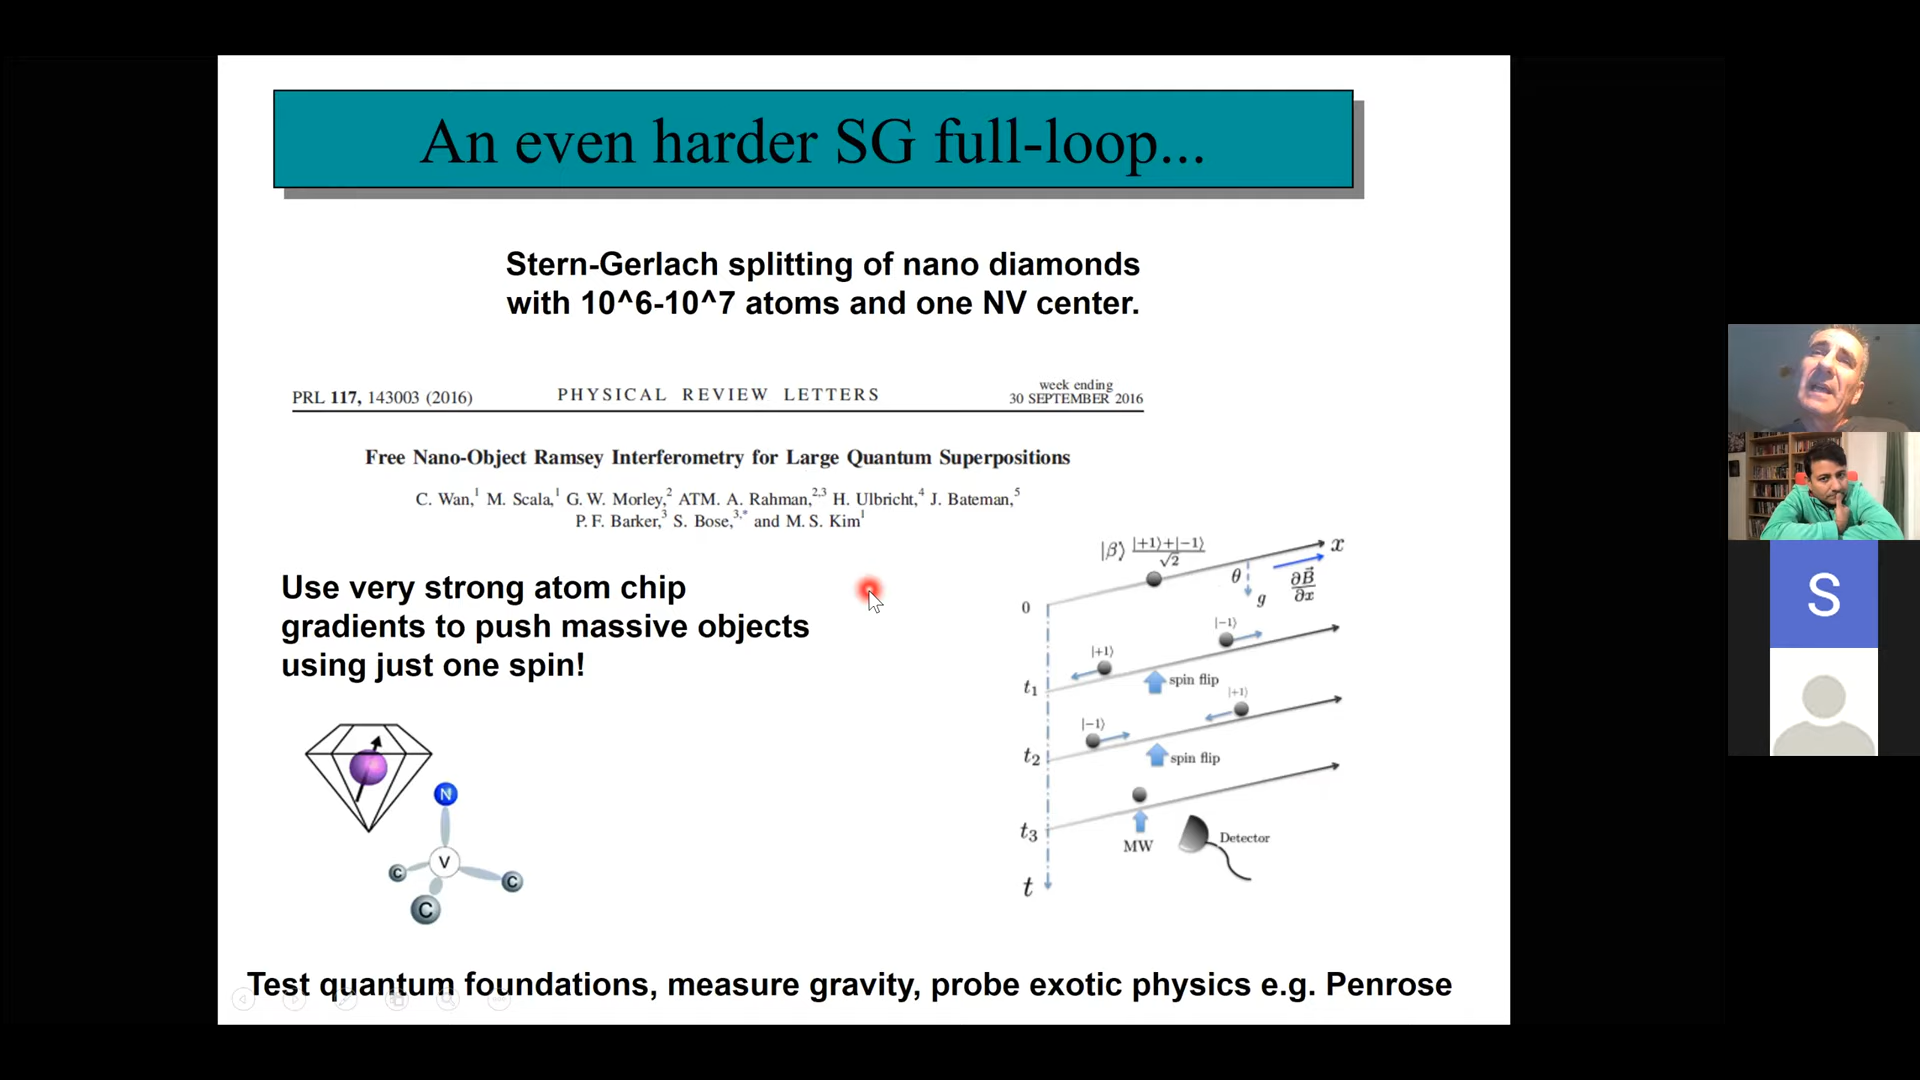 An even harder SG full-loop...
Stern-Gerlach splitting of nano diamonds
with 10^6-10^7 atoms and one NV center.
PRL 117, 143003 (2016) PHYSICAL REVIEW LETTERS week ending
30 SEPTEMBER 2016
Free Nano-Object Ramsey Interferometry for Large Quantum Superpositions
C. Wan,1 M. Scala,1 G. W. Morley,2 ATM. A. Rahman,2,3 H. Ulbricht,4 J. Bateman,5
P. F. Barker,3 S. Bose,3,* and M. S. Kim1
Use very strong atom chip
gradients to push massive objects
using just one spin!
|β⟩ |+1⟩+|−1⟩ / √2
x
θ
g
∂B⃗/∂x
0
|−1⟩
|+1⟩
t1
spin flip
|+1⟩
|−1⟩
t2
spin flip
t3
MW
Detector
t
N
V
C
C
C
S
Test quantum foundations, measure gravity, probe exotic physics e.g. Penrose